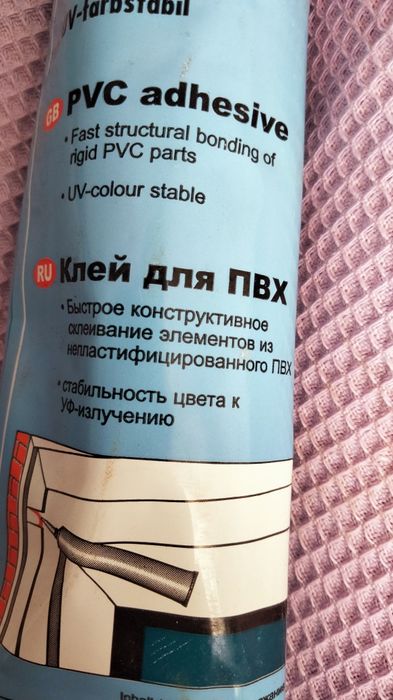 V-farbstabil
GB PVC adhesive
• Fast structural bonding of
rigid PVC parts
• UV-colour stable
RU Клей для ПВХ
• Быстрое конструктивное
склеивание элементов из
непластифицированного ПВХ
• стабильность цвета к
УФ-излучению